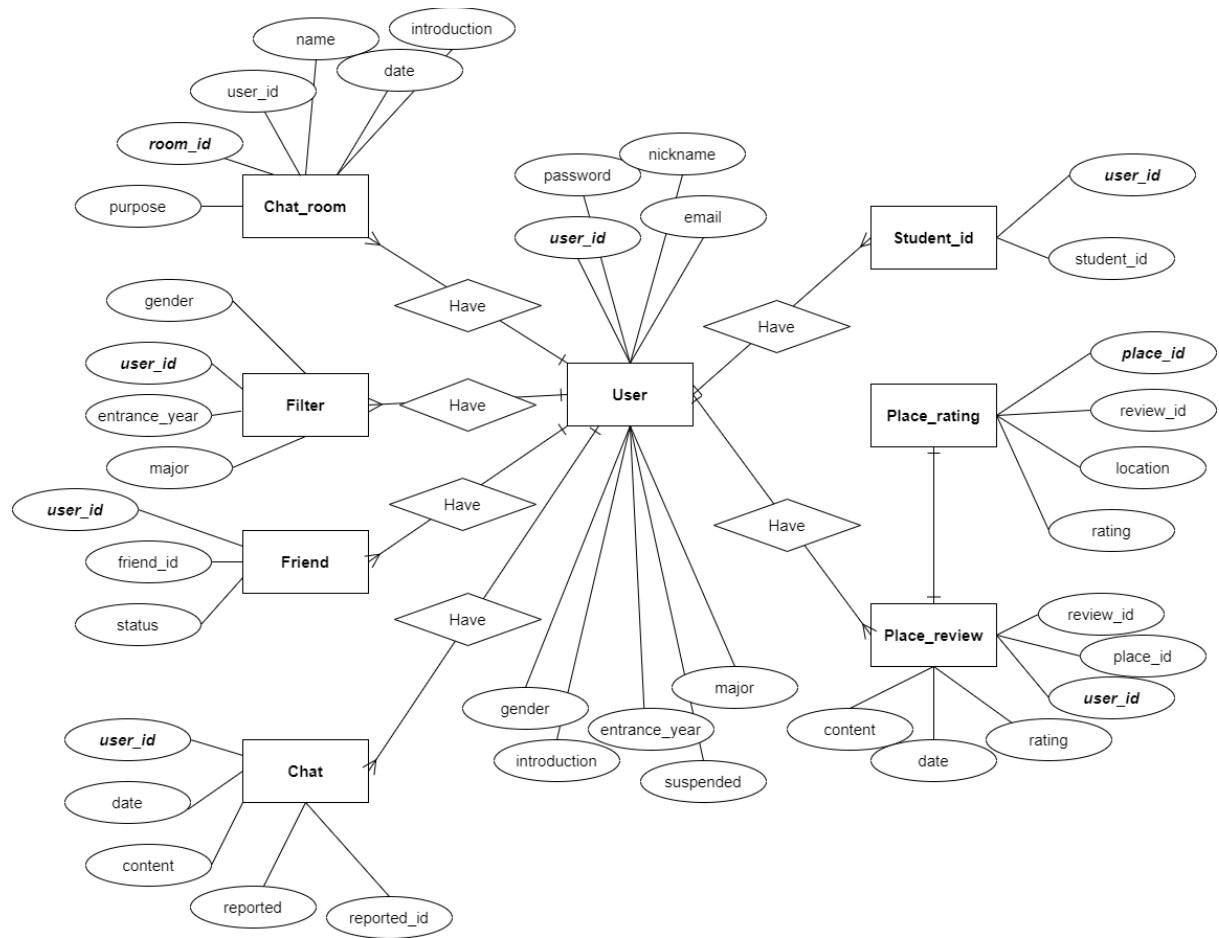 introduction
name
date
user_id
room_id
purpose
Chat_room
nickname
password
email
user_id
user_id
Student_id
student_id
Have
Have
gender
user_id
entrance_year
major
Filter
Have
User
place_id
review_id
location
rating
Place_rating
user_id
friend_id
status
Friend
Have
Have
Have
review_id
place_id
user_id
Place_review
content
date
rating
major
gender
entrance_year
introduction
suspended
user_id
date
content
Chat
reported
reported_id